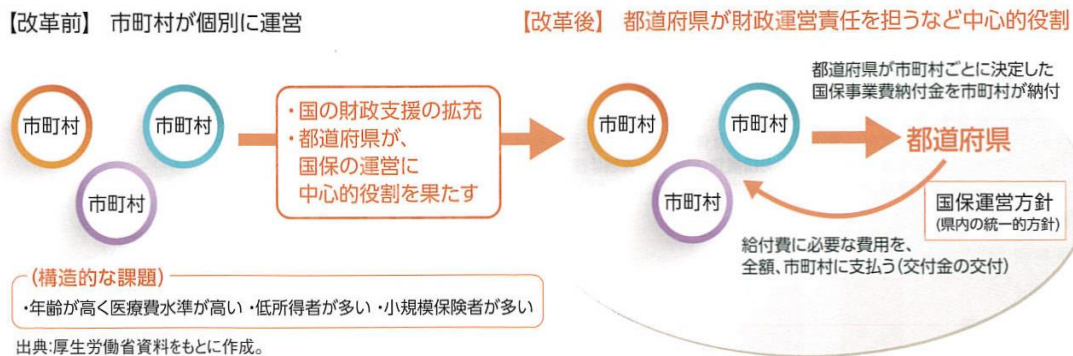 【改革前】 市町村が個別に運営
市町村
市町村
市町村
・国の財政支援の拡充
・都道府県が、
国保の運営に
中心的役割を果たす
(構造的な課題)
・年齢が高く医療費水準が高い ・低所得者が多い ・小規模保険者が多い
出典:厚生労働省資料をもとに作成。
【改革後】 都道府県が財政運営責任を担うなど中心的役割
都道府県が市町村ごとに決定した
国保事業費納付金を市町村が納付
市町村
市町村
市町村
都道府県
国保運営方針
(県内の統一的方針)
給付費に必要な費用を、
全額、市町村に支払う(交付金の交付)